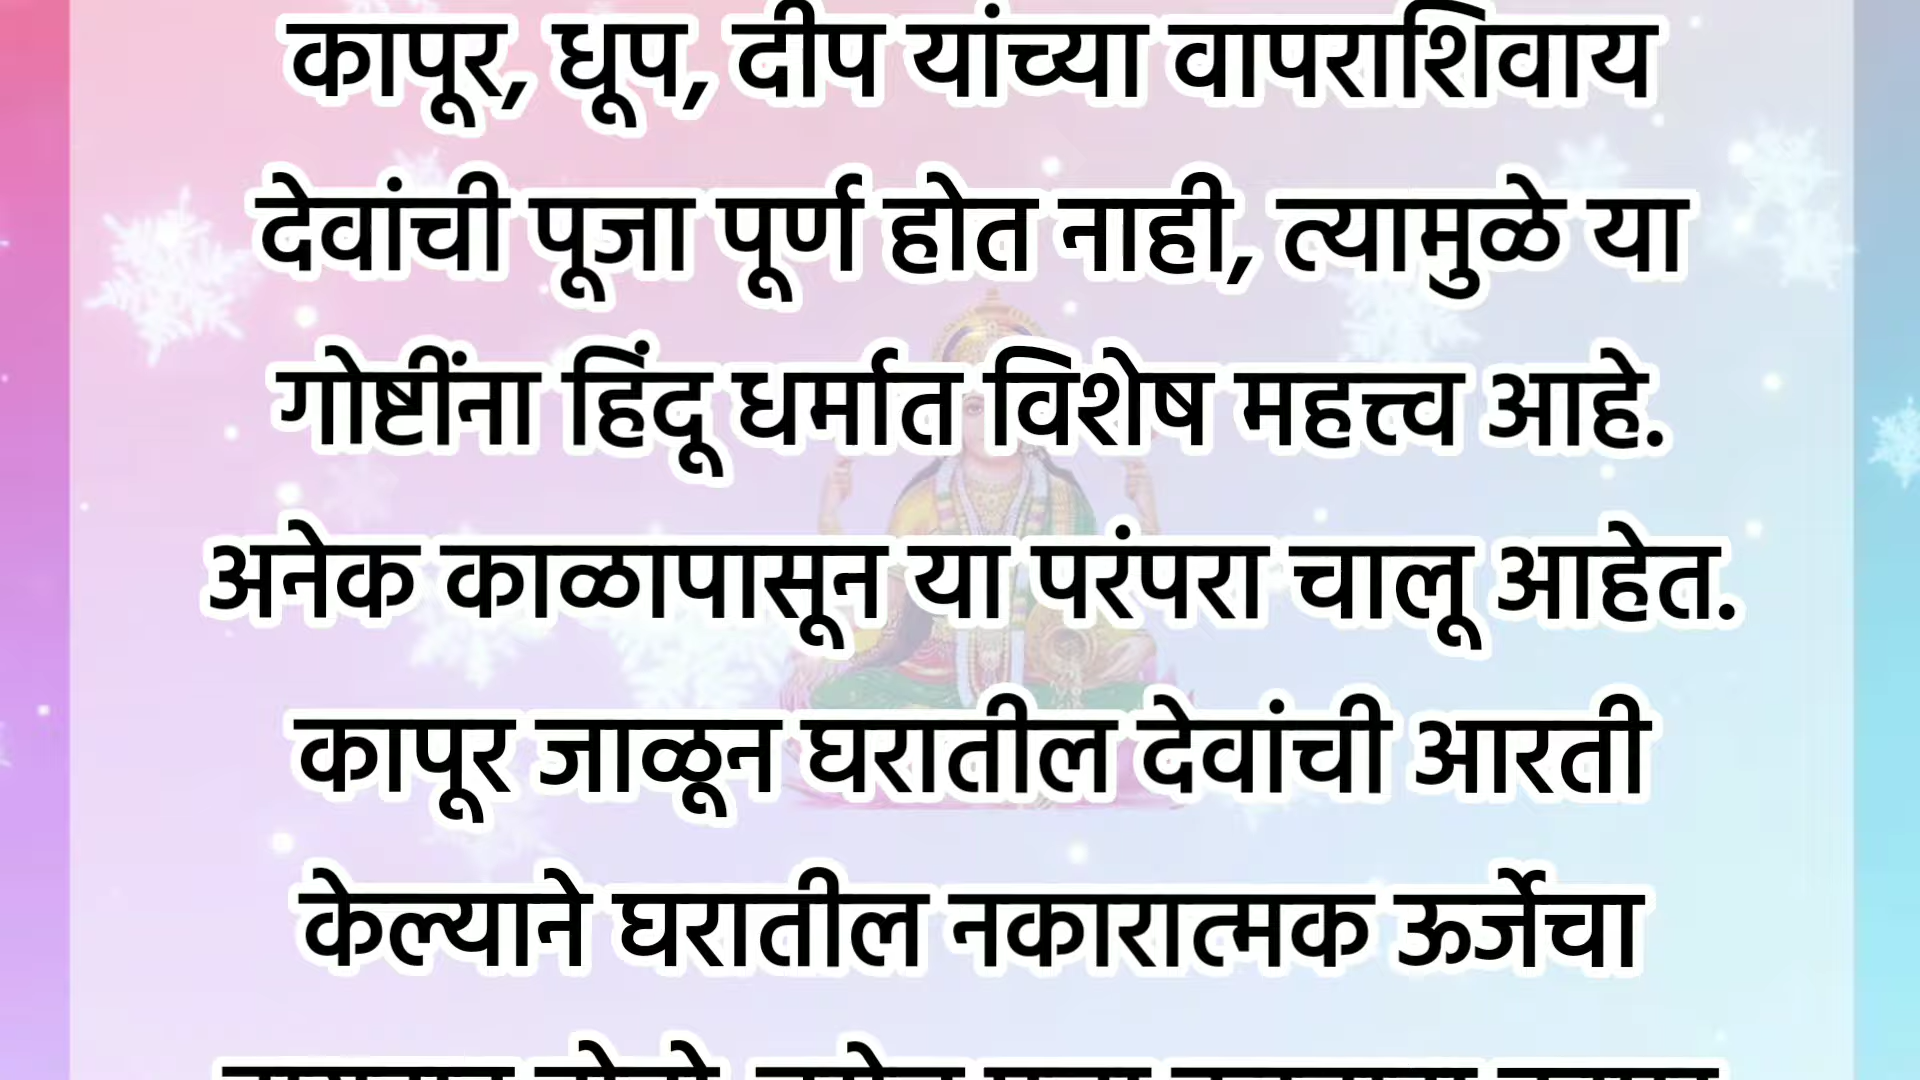 कापूर, धूप, दीप यांच्या वापराशिवाय
देवांची पूजा पूर्ण होत नाही, त्यामुळे या
गोष्टींना हिंदू धर्मात विशेष महत्त्व आहे.
अनेक काळापासून या परंपरा चालू आहेत.
कापूर जाळून घरातील देवांची आरती
केल्याने घरातील नकारात्मक ऊर्जेचा